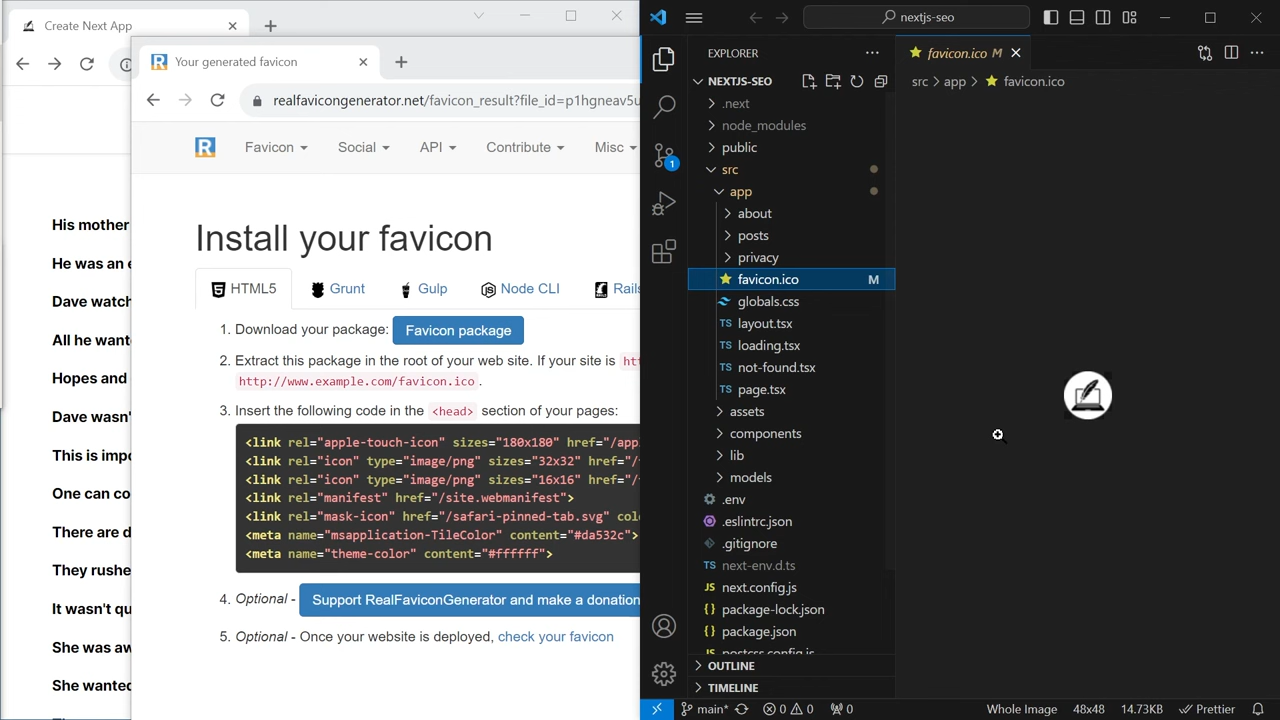 Create Next App
His mother
He was an e
Dave watch
All he want
Hopes and
Dave wasn'
This is impo
One can co
There are d
They rushe
It wasn't qu
She was aw
She wanted
Your generated favicon
realfavicongenerator.net/favicon_result?file_id=p1hgneav5u
Favicon Social API Contribute Misc
Install your favicon
HTML5 Grunt Gulp Node CLI Rails
1. Download your package: Favicon package
2. Extract this package in the root of your web site. If your site is htt
http://www.example.com/favicon.ico.
3. Insert the following code in the <head> section of your pages:
<link rel="apple-touch-icon" sizes="180x180" href="/app
<link rel="icon" type="image/png" sizes="32x32" href="/
<link rel="icon" type="image/png" sizes="16x16" href="/
<link rel="manifest" href="/site.webmanifest">
<link rel="mask-icon" href="/safari-pinned-tab.svg" colo
<meta name="msapplication-TileColor" content="#da532c">
<meta name="theme-color" content="#ffffff">
4. Optional - Support RealFaviconGenerator and make a donation
5. Optional - Once your website is deployed, check your favicon
nextjs-seo
EXPLORER
NEXTJS-SEO
.next
node_modules
public
src
app
about
posts
privacy
favicon.ico M
globals.css
layout.tsx
loading.tsx
not-found.tsx
page.tsx
assets
components
lib
models
.env
.eslintrc.json
.gitignore
next-env.d.ts
next.config.js
package-lock.json
package.json
postcss.config.js
OUTLINE
TIMELINE
favicon.ico M
src > app > favicon.ico
1
main* 0 0 0 Whole Image 48x48 14.73KB Prettier